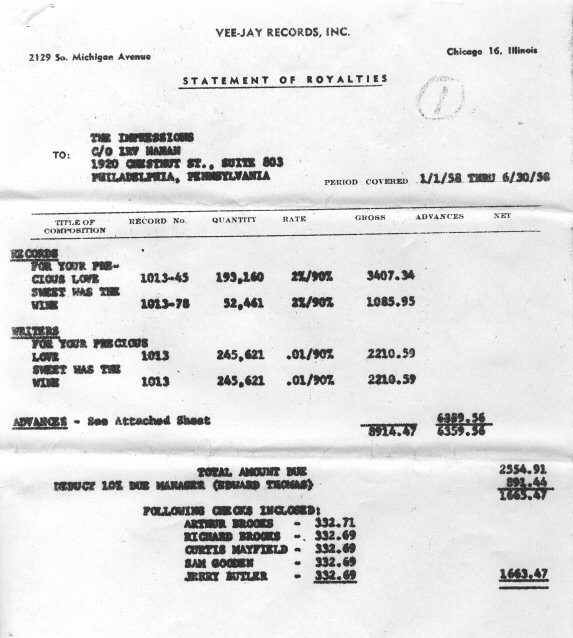 VEE-JAY RECORDS, INC.
2129 So. Michigan Avenue Chicago 16, Illinois
STATEMENT OF ROYALTIES
1
TO: THE IMPRESSIONS
C/O IRV NAHAN
1920 CHESTNUT ST., SUITE 803
PHILADELPHIA, PENNSYLVANIA
PERIOD COVERED 1/1/58 THRU 6/30/58
TITLE OF COMPOSITION RECORD No. QUANTITY RATE GROSS ADVANCES NET
RECORDS
FOR YOUR PRE-
CIOUS LOVE 1013-45 193,160 2%/90% 3407.34
SWEET WAS THE
WINE 1013-78 52,461 2%/90% 1085.95
WRITERS
FOR YOUR PRECIOUS
LOVE 1013 245,621 .01/90% 2210.59
SWEET WAS THE
WINE 1013 245,621 .01/90% 2210.59
ADVANCES - See Attached Sheet 6359.56
8914.47 6359.56
TOTAL AMOUNT DUE 2554.91
DEDUCT 10% DUE MANAGER (EDWARD THOMAS) 891.44
1663.47
FOLLOWING CHECKS INCLOSED:
ARTHUR BROOKS - 332.71
RICHARD BROOKS - 332.69
CURTIS MAYFIELD - 332.69
SAM GOODEN - 332.69
JERRY BUTLER - 332.69 1663.47